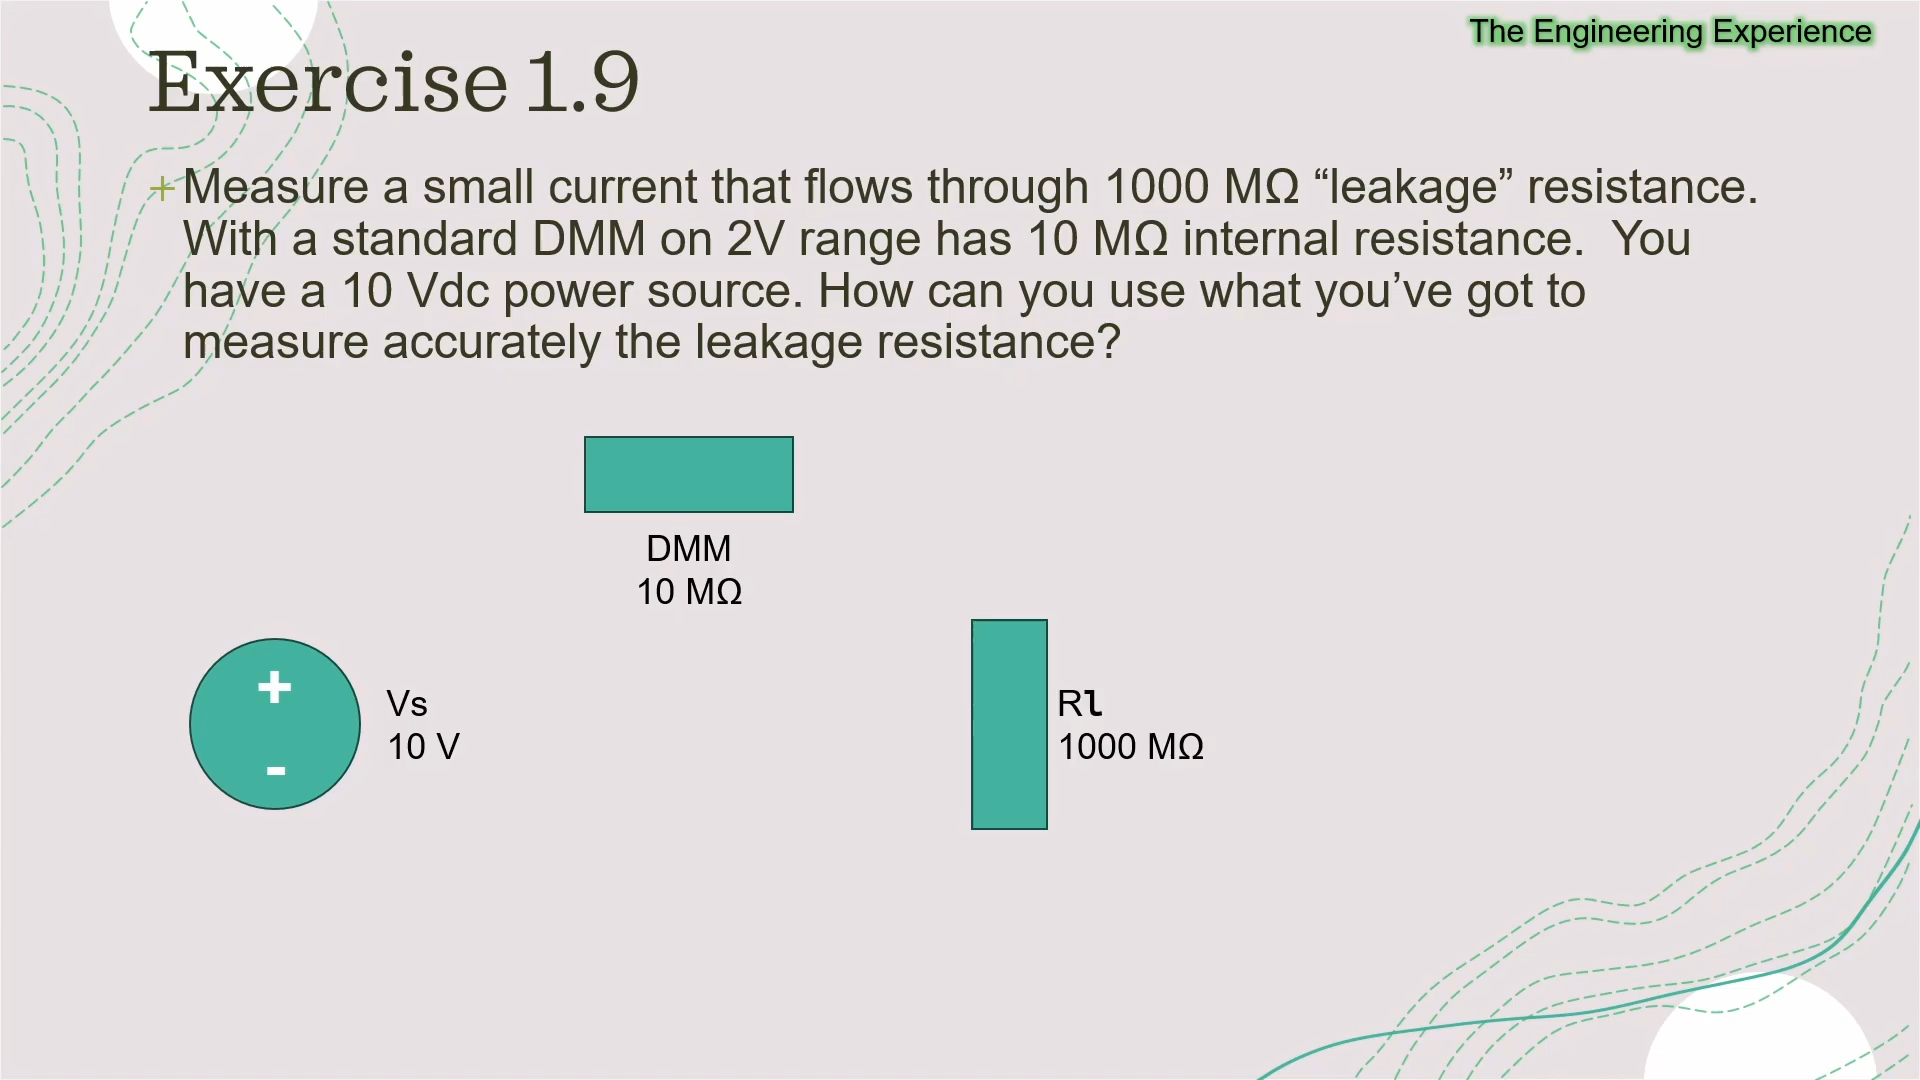 The Engineering Experience
Exercise 1.9
+Measure a small current that flows through 1000 MΩ “leakage” resistance.
With a standard DMM on 2V range has 10 MΩ internal resistance.  You
have a 10 Vdc power source. How can you use what you’ve got to
measure accurately the leakage resistance?
DMM
10 MΩ
+
-
Vs
10 V
Rl
1000 MΩ